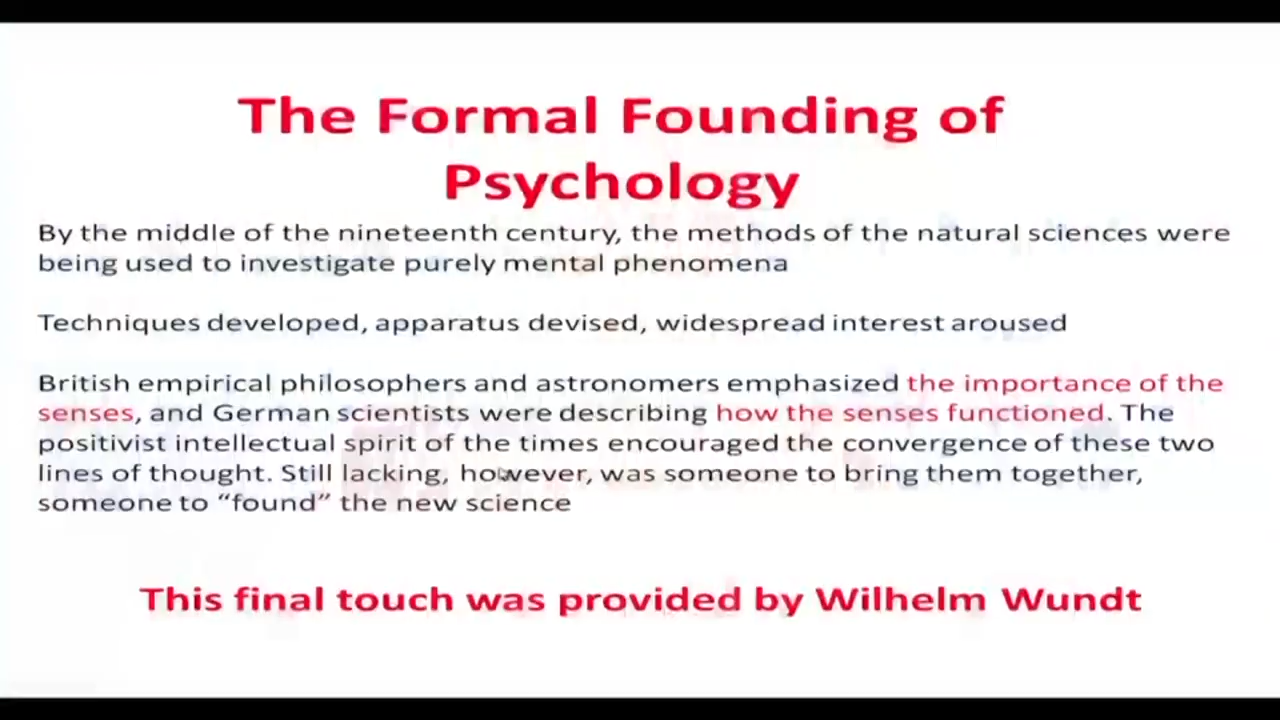 The Formal Founding of
Psychology
By the middle of the nineteenth century, the methods of the natural sciences were
being used to investigate purely mental phenomena
Techniques developed, apparatus devised, widespread interest aroused
British empirical philosophers and astronomers emphasized the importance of the
senses, and German scientists were describing how the senses functioned. The
positivist intellectual spirit of the times encouraged the convergence of these two
lines of thought. Still lacking, however, was someone to bring them together,
someone to “found” the new science
This final touch was provided by Wilhelm Wundt